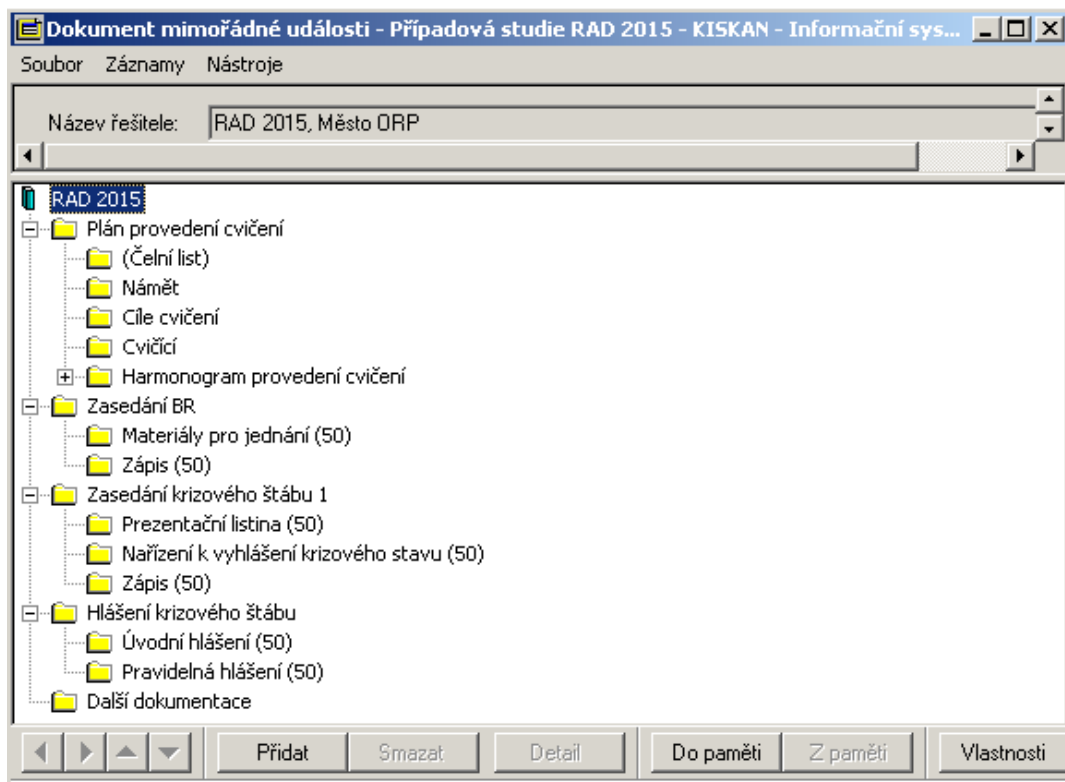 Dokument mimořádné události - Případová studie RAD 2015 - KISKAN - Informační sys...
Soubor Záznamy Nástroje
Název řešitele: RAD 2015, Město ORP
RAD 2015
Plán provedení cvičení
(Čelní list)
Námět
Cíle cvičení
Cvičící
Harmonogram provedení cvičení
Zasedání BR
Materiály pro jednání (50)
Zápis (50)
Zasedání krizového štábu 1
Prezentační listina (50)
Nařízení k vyhlášení krizového stavu (50)
Zápis (50)
Hlášení krizového štábu
Úvodní hlášení (50)
Pravidelná hlášení (50)
Další dokumentace
Přidat Smazat Detail Do paměti Z paměti Vlastnosti